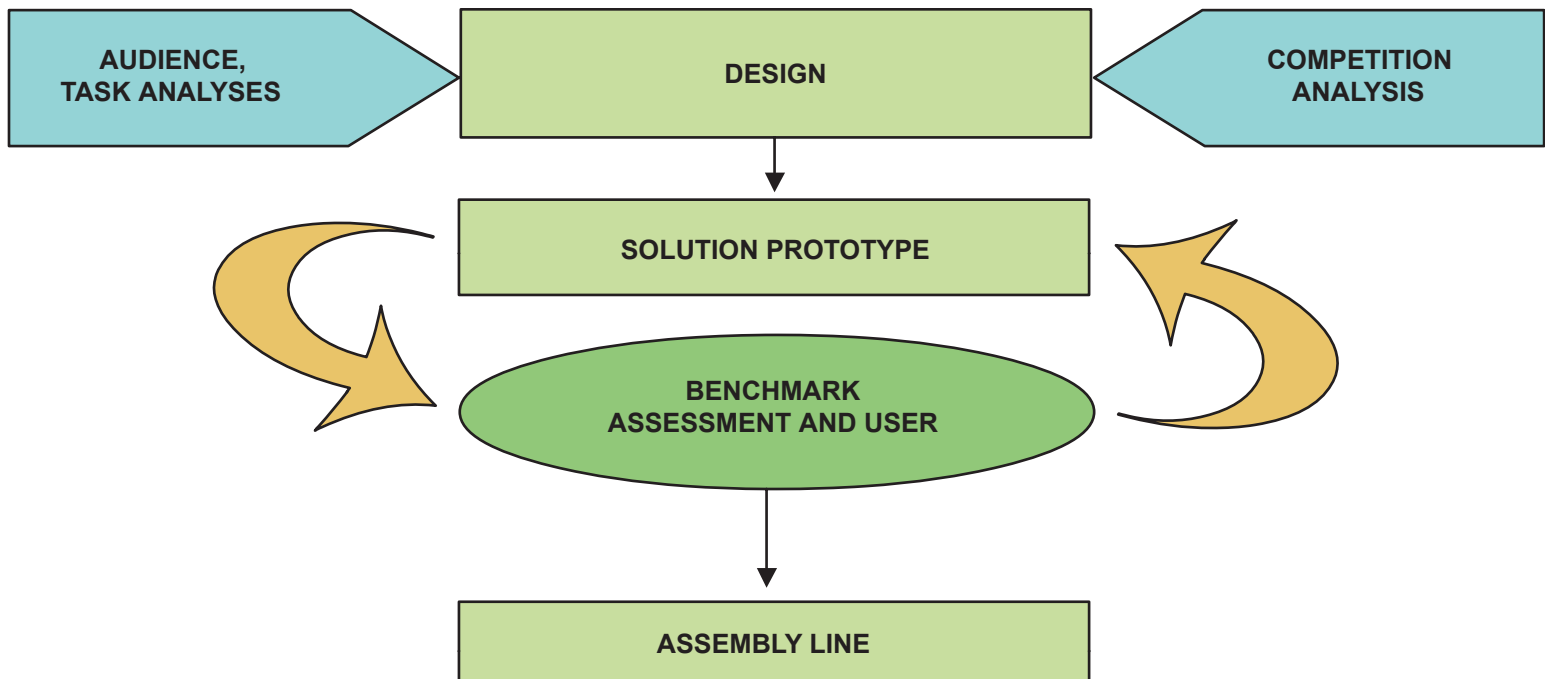 AUDIENCE,
TASK ANALYSES
DESIGN
COMPETITION
ANALYSIS
SOLUTION PROTOTYPE
BENCHMARK
ASSESSMENT AND USER
ASSEMBLY LINE